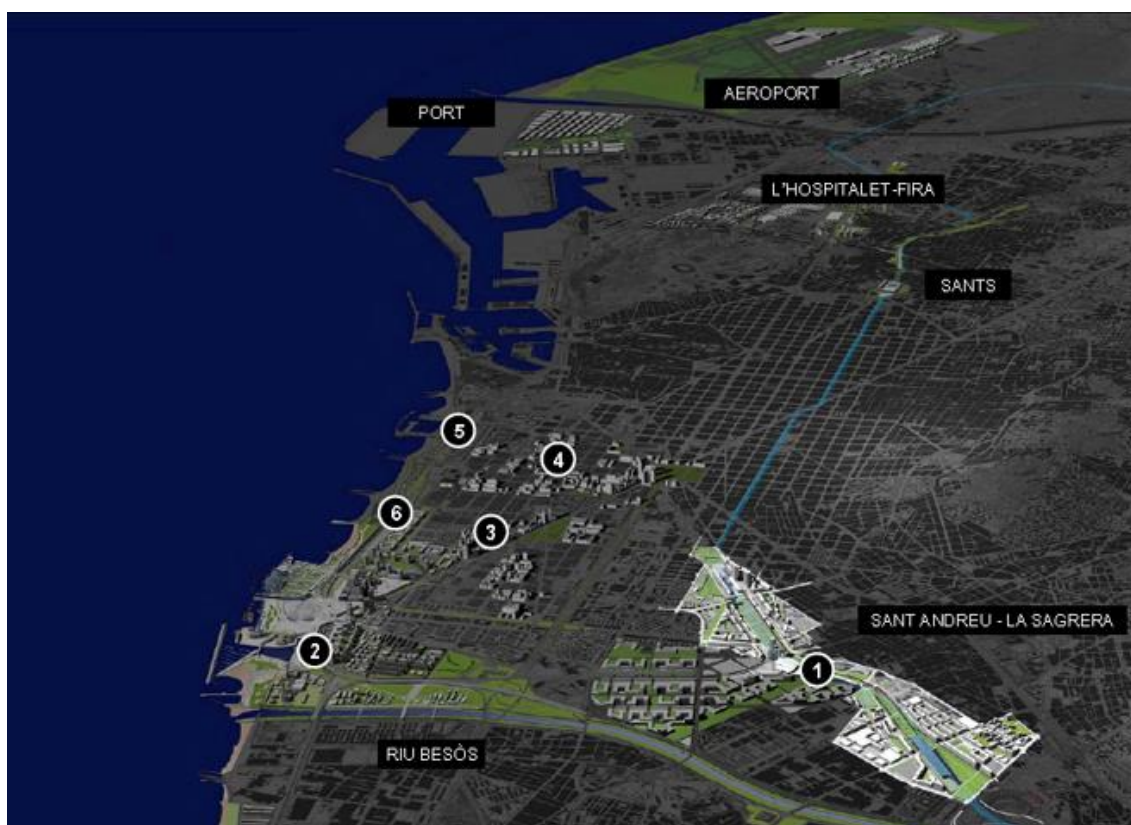 AEROPORT
PORT
L'HOSPITALET-FIRA
SANTS
5
4
6
3
SANT ANDREU - LA SAGRERA
2
1
RIU BESÒS